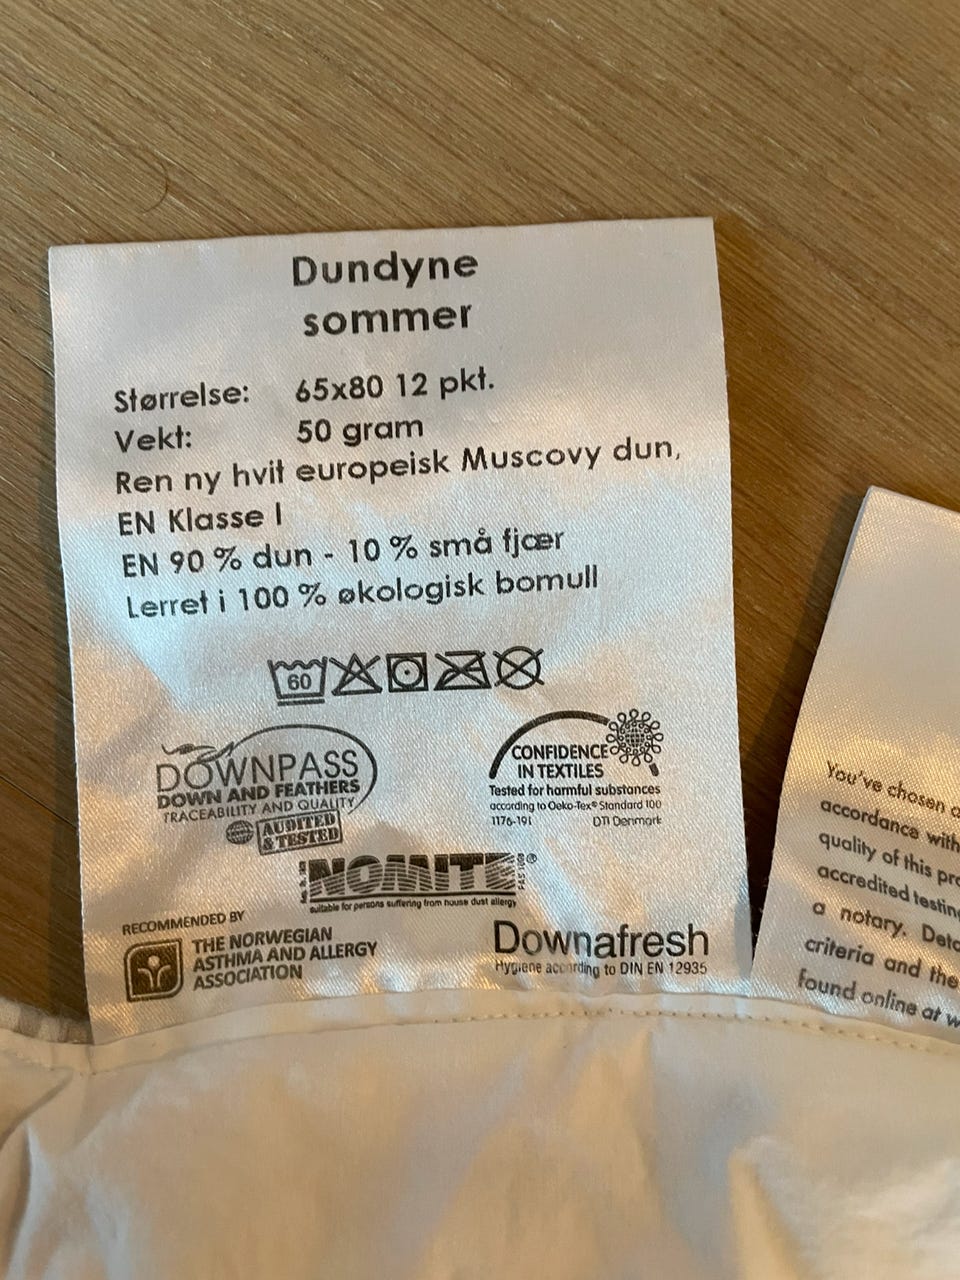 Dundyne
sommer
Størrelse: 65x80 12 pkt.
Vekt: 50 gram
Ren ny hvit europeisk Muscovy dun,
EN Klasse I
EN 90 % dun - 10 % små fjær
Lerret i 100 % økologisk bomull
60
DOWNPASS
DOWN AND FEATHERS
TRACEABILITY AND QUALITY
AUDITED
& TESTED
CONFIDENCE
IN TEXTILES
Tested for harmful substances
according to Oeko-Tex® Standard 100
1176-191 DTI Denmark
NOMITE®
suitable for persons suffering from house dust allergy
RECOMMENDED BY
THE NORWEGIAN
ASTHMA AND ALLERGY
ASSOCIATION
Downafresh
Hygiene according to DIN EN 12935
You've chosen
accordance with
quality of this
accredited testing
a notary.
criteria and the
found online at